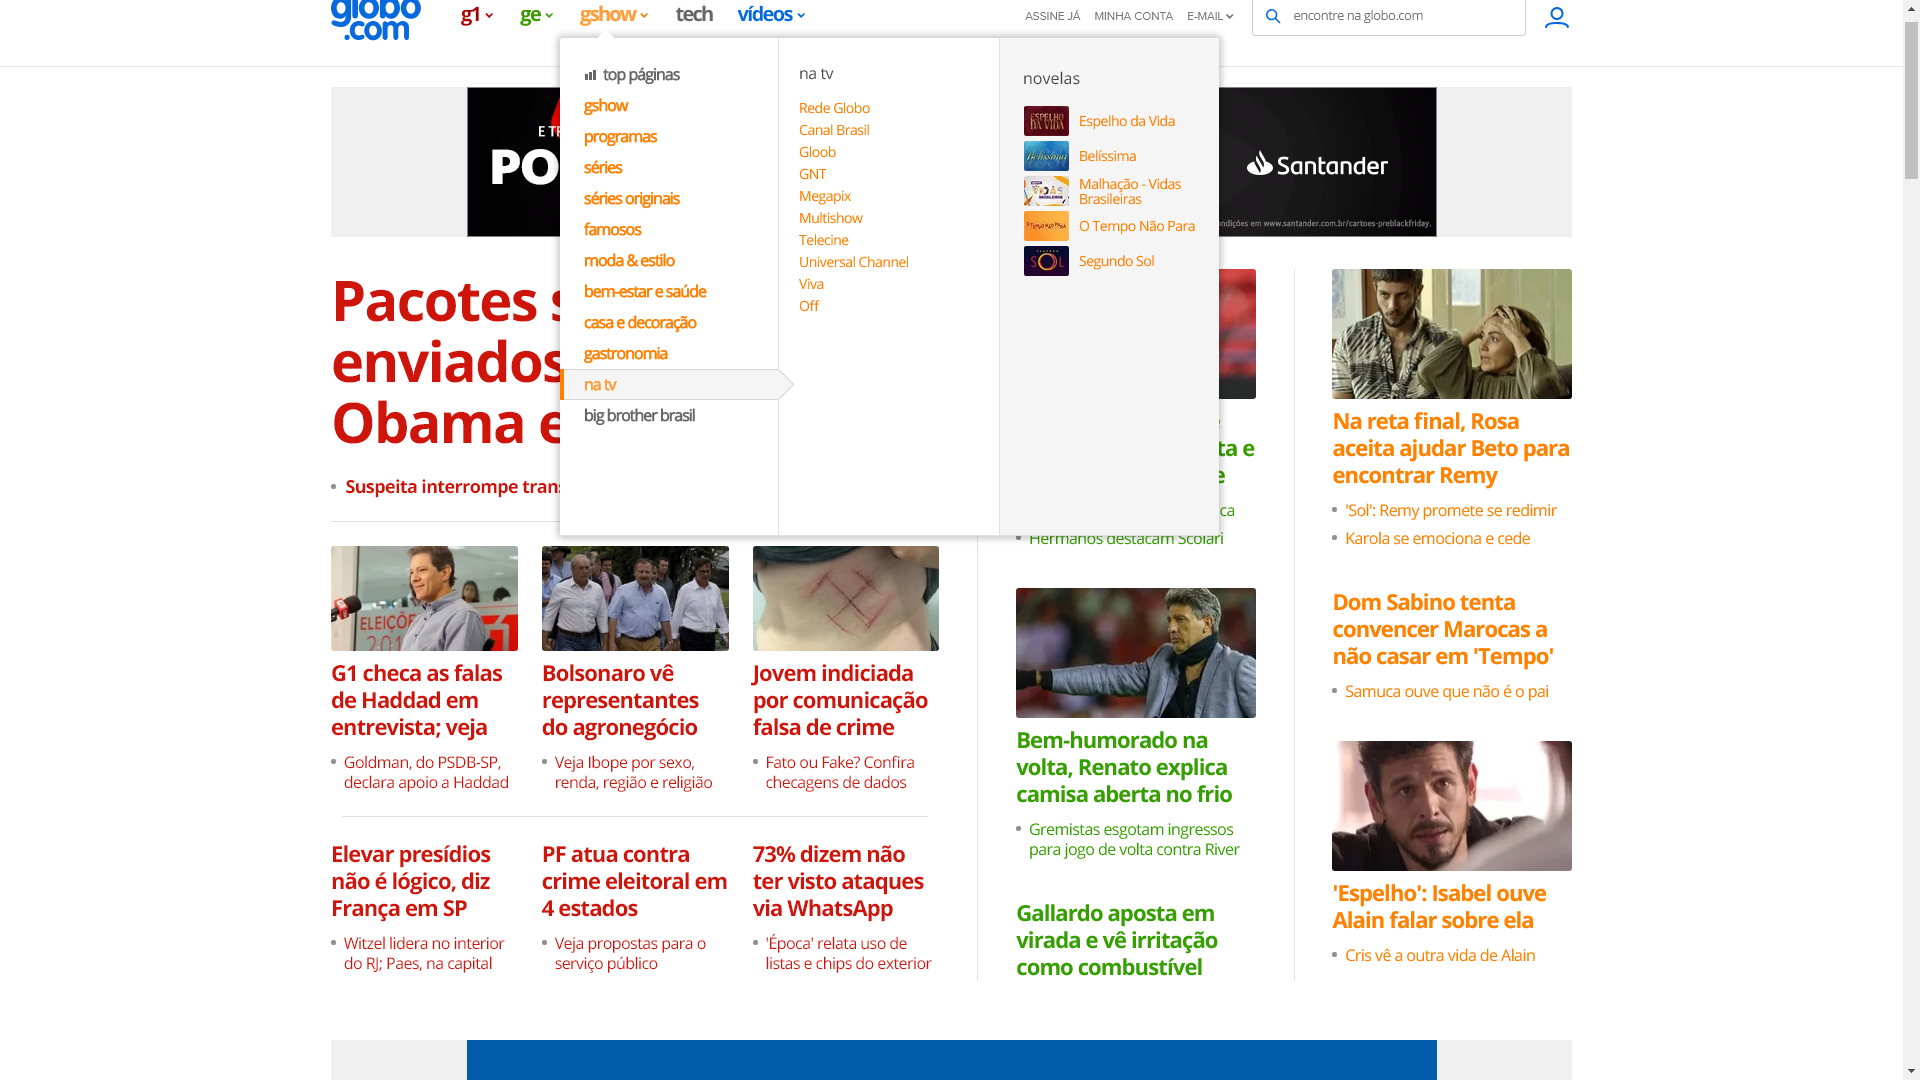 globo
.com
g1
ge
gshow
tech
vídeos
ASSINE JÁ
MINHA CONTA
E-MAIL
encontre na globo.com
top páginas
gshow
programas
séries
séries originais
famosos
moda & estilo
bem-estar e saúde
casa e decoração
gastronomia
na tv
big brother brasil
na tv
Rede Globo
Canal Brasil
Gloob
GNT
Megapix
Multishow
Telecine
Universal Channel
Viva
Off
novelas
ESPELHO
DA VIDA
Espelho da Vida
Belíssima
Belíssima
VIDAS
BRASILEIRAS
Malhação - Vidas
Brasileiras
O TEMPO NÃO PARA
O Tempo Não Para
SEGUNDO
SOL
Segundo Sol
E TR
PO
Santander
ndições em www.santander.com.br/cartoes-preblackfriday.
Pacotes s
enviados
Obama e
Suspeita interrompe trans
ta e
e
ca
Hermanos destacam Scolari
Na reta final, Rosa
aceita ajudar Beto para
encontrar Remy
'Sol': Remy promete se redimir
Karola se emociona e cede
Dom Sabino tenta
convencer Marocas a
não casar em 'Tempo'
Samuca ouve que não é o pai
'Espelho': Isabel ouve
Alain falar sobre ela
Cris vê a outra vida de Alain
ELEIÇÕES
201
G1 checa as falas
de Haddad em
entrevista; veja
Goldman, do PSDB-SP,
declara apoio a Haddad
Bolsonaro vê
representantes
do agronegócio
Veja Ibope por sexo,
renda, região e religião
Jovem indiciada
por comunicação
falsa de crime
Fato ou Fake? Confira
checagens de dados
Elevar presídios
não é lógico, diz
França em SP
Witzel lidera no interior
do RJ; Paes, na capital
PF atua contra
crime eleitoral em
4 estados
Veja propostas para o
serviço público
73% dizem não
ter visto ataques
via WhatsApp
'Época' relata uso de
listas e chips do exterior
Bem-humorado na
volta, Renato explica
camisa aberta no frio
Gremistas esgotam ingressos
para jogo de volta contra River
Gallardo aposta em
virada e vê irritação
como combustível